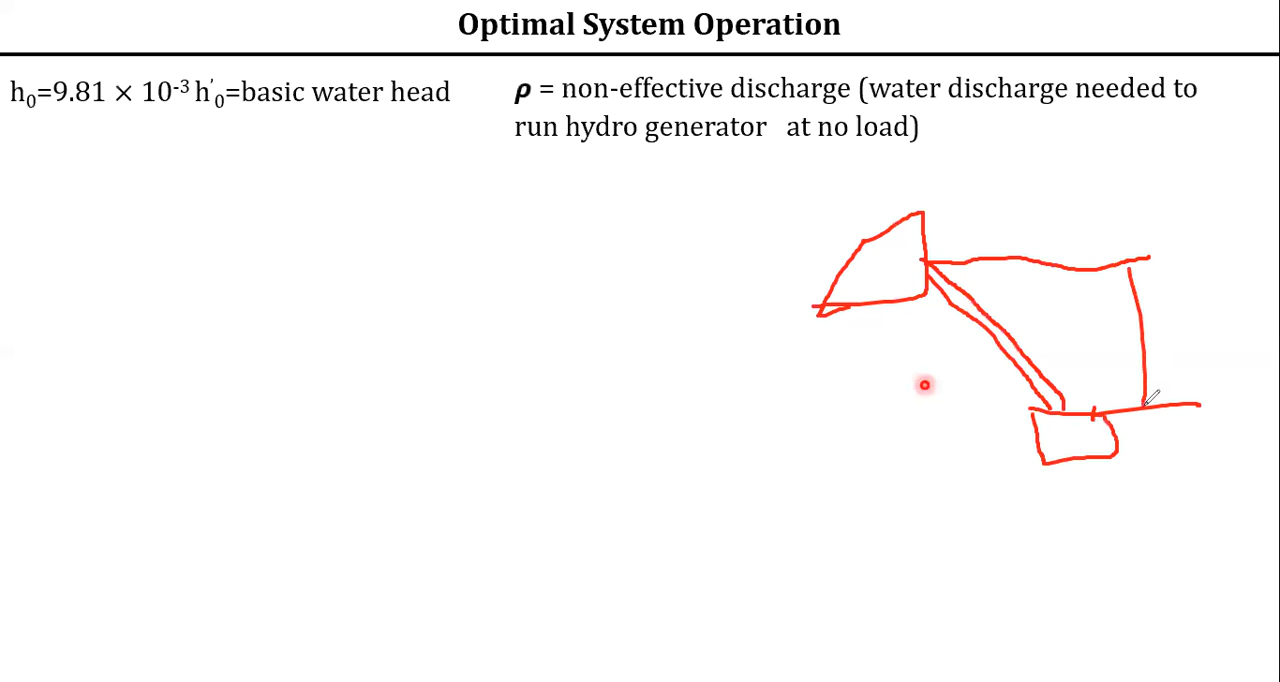 Optimal System Operation
h₀=9.81 × 10⁻³ h′₀=basic water head
ρ = non-effective discharge (water discharge needed to
run hydro generator at no load)